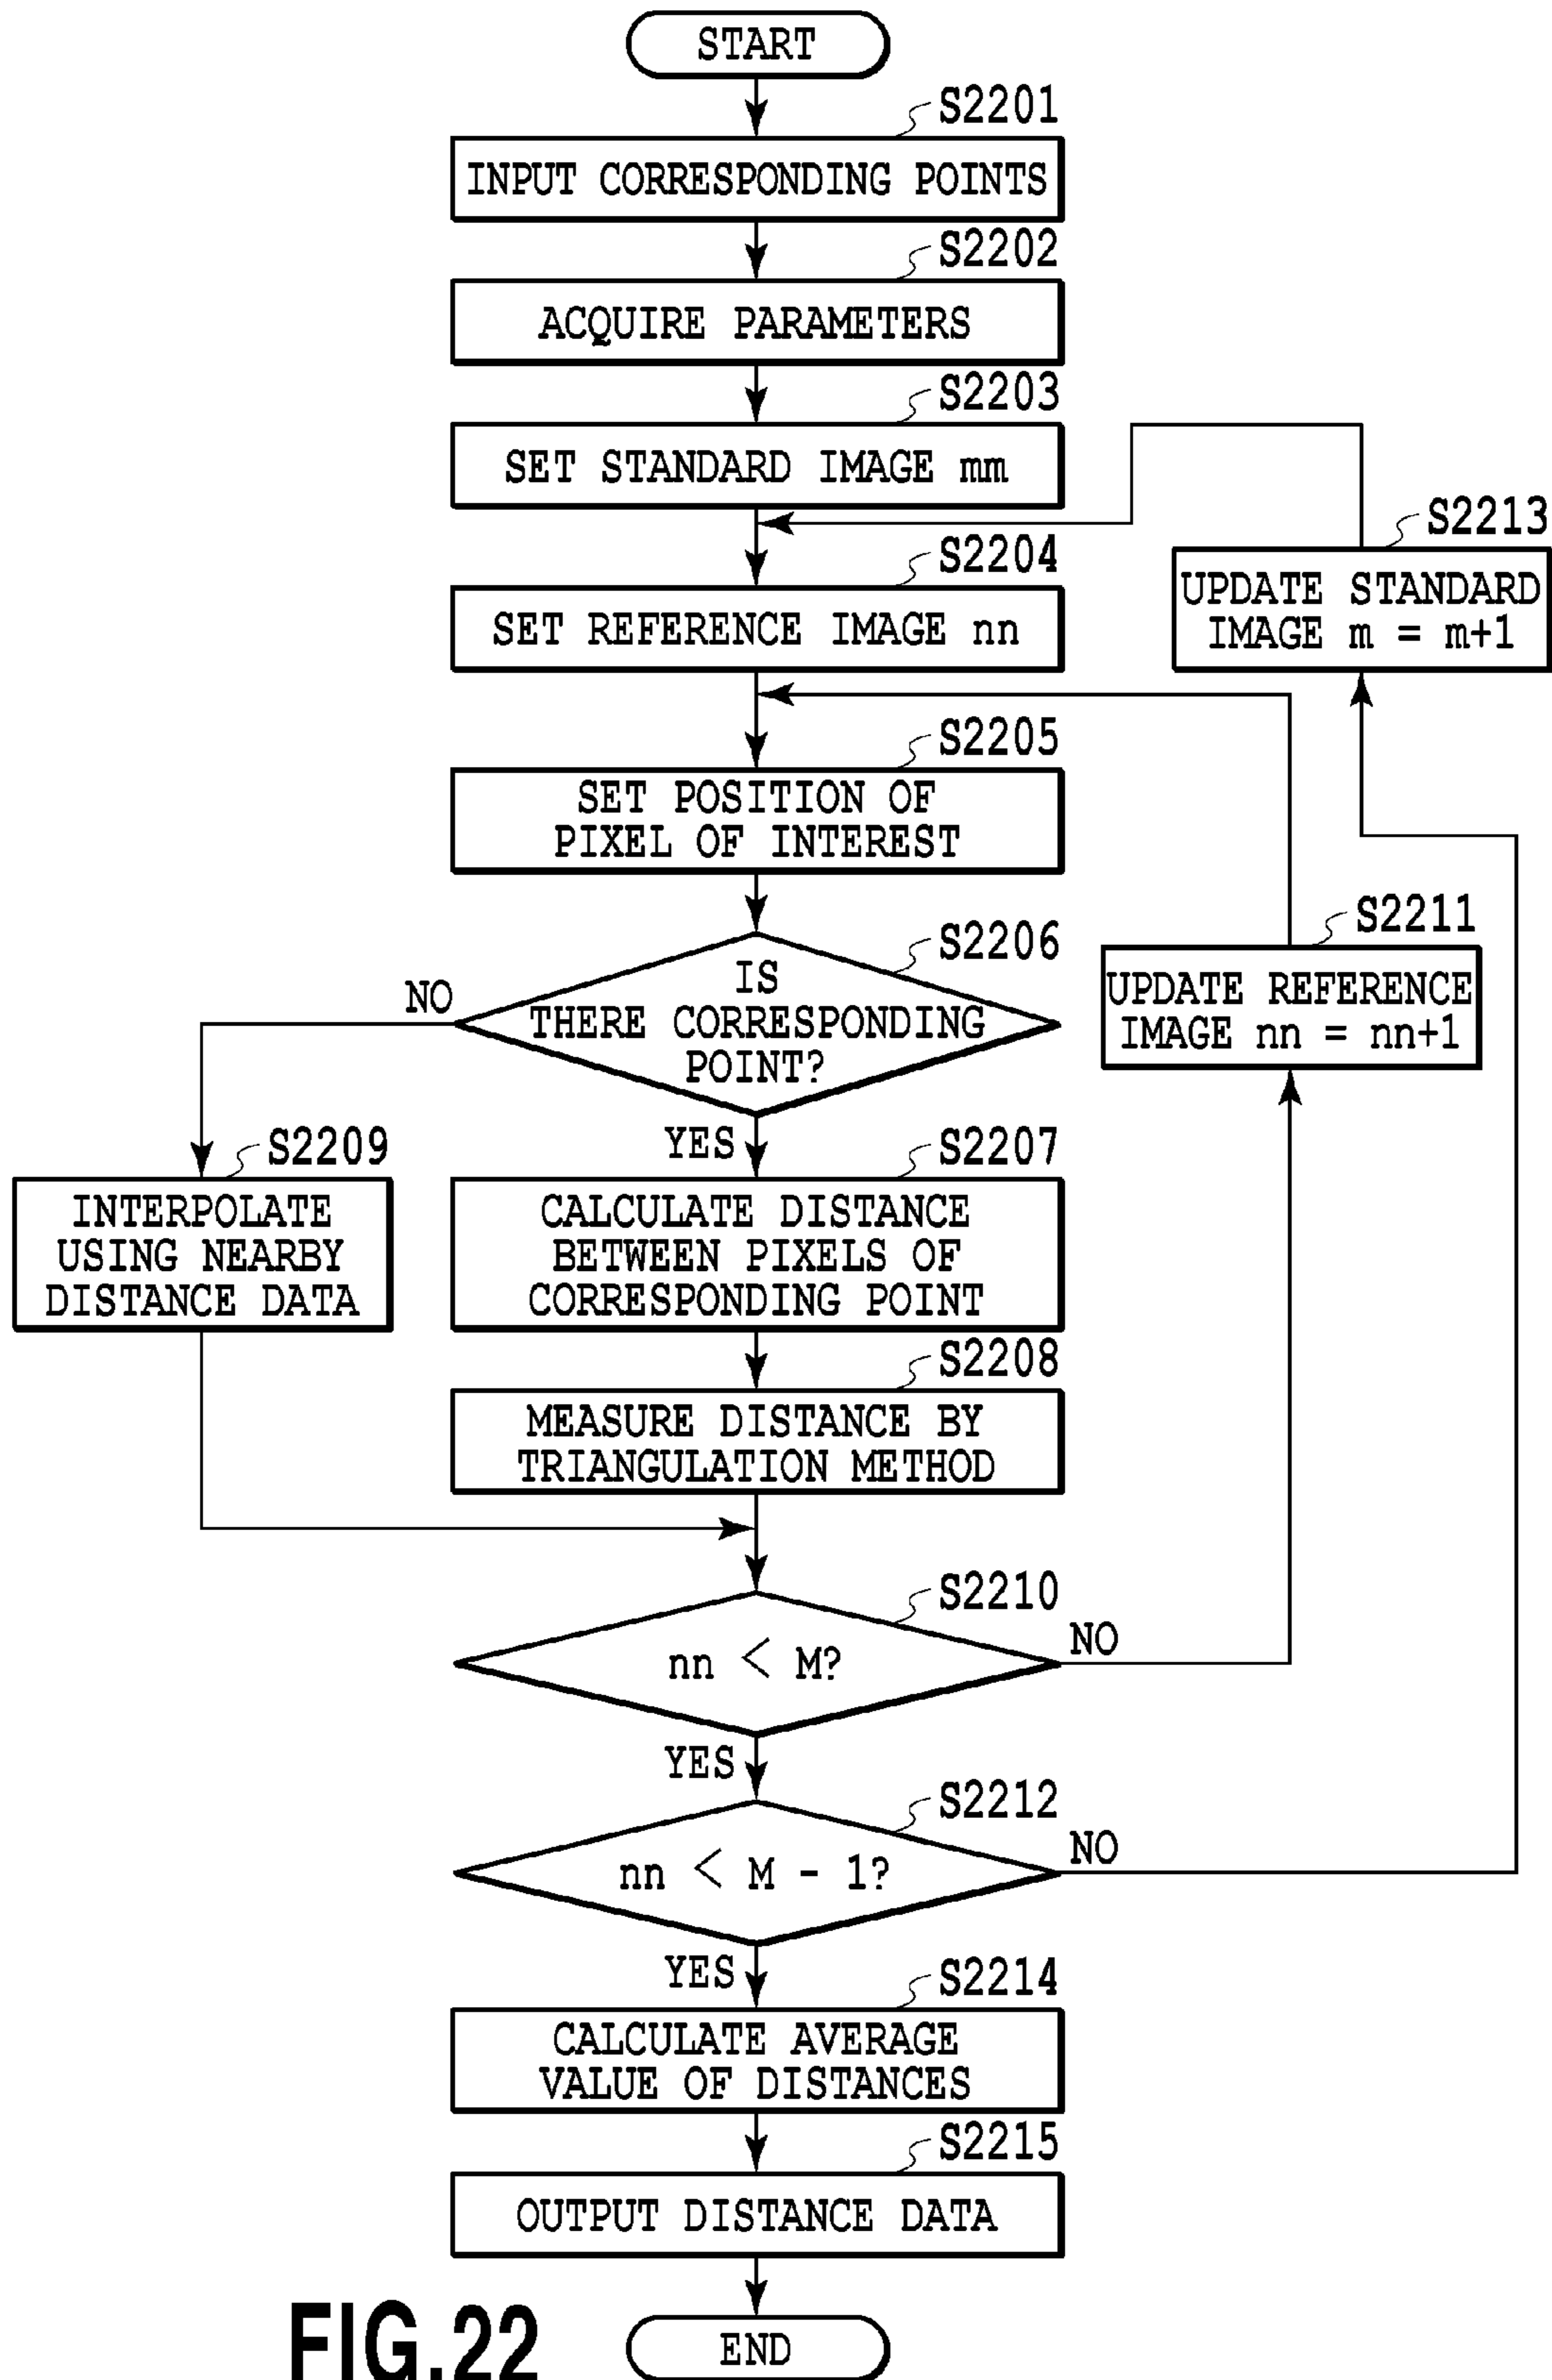 START
S2201
INPUT CORRESPONDING POINTS
S2202
ACQUIRE PARAMETERS
S2203
SET STANDARD IMAGE mm
S2213
UPDATE STANDARD
IMAGE m = m+1
S2204
SET REFERENCE IMAGE nn
S2205
SET POSITION OF
PIXEL OF INTEREST
S2211
UPDATE REFERENCE
IMAGE nn = nn+1
S2206
IS
THERE CORRESPONDING
POINT?
NO
YES
S2209
INTERPOLATE
USING NEARBY
DISTANCE DATA
S2207
CALCULATE DISTANCE
BETWEEN PIXELS OF
CORRESPONDING POINT
S2208
MEASURE DISTANCE BY
TRIANGULATION METHOD
S2210
nn < M?
NO
YES
S2212
nn < M - 1?
NO
YES
S2214
CALCULATE AVERAGE
VALUE OF DISTANCES
S2215
OUTPUT DISTANCE DATA
END
FIG.22